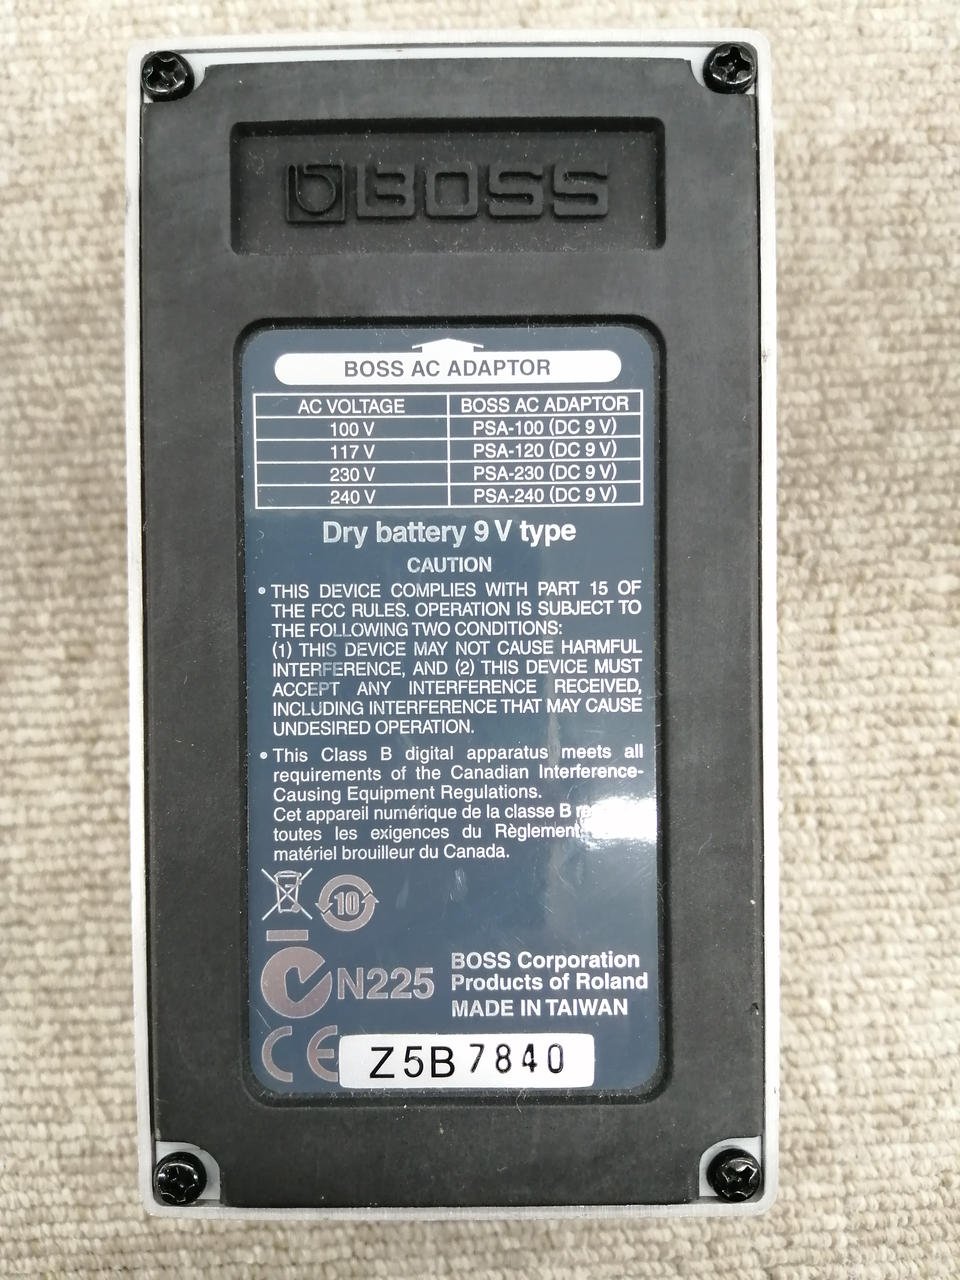 BOSS
BOSS AC ADAPTOR
AC VOLTAGE BOSS AC ADAPTOR
100 V PSA-100 (DC 9 V)
117 V PSA-120 (DC 9 V)
230 V PSA-230 (DC 9 V)
240 V PSA-240 (DC 9 V)
Dry battery 9 V type
CAUTION
• THIS DEVICE COMPLIES WITH PART 15 OF
THE FCC RULES. OPERATION IS SUBJECT TO
THE FOLLOWING TWO CONDITIONS:
(1) THIS DEVICE MAY NOT CAUSE HARMFUL
INTERFERENCE, AND (2) THIS DEVICE MUST
ACCEPT ANY INTERFERENCE RECEIVED,
INCLUDING INTERFERENCE THAT MAY CAUSE
UNDESIRED OPERATION.
• This Class B digital apparatus meets all
requirements of the Canadian Interference-
Causing Equipment Regulations.
Cet appareil numérique de la classe B
toutes les exigences du Règlement
matériel brouilleur du Canada.
10
N225
BOSS Corporation
Products of Roland
MADE IN TAIWAN
CE
Z5B7840